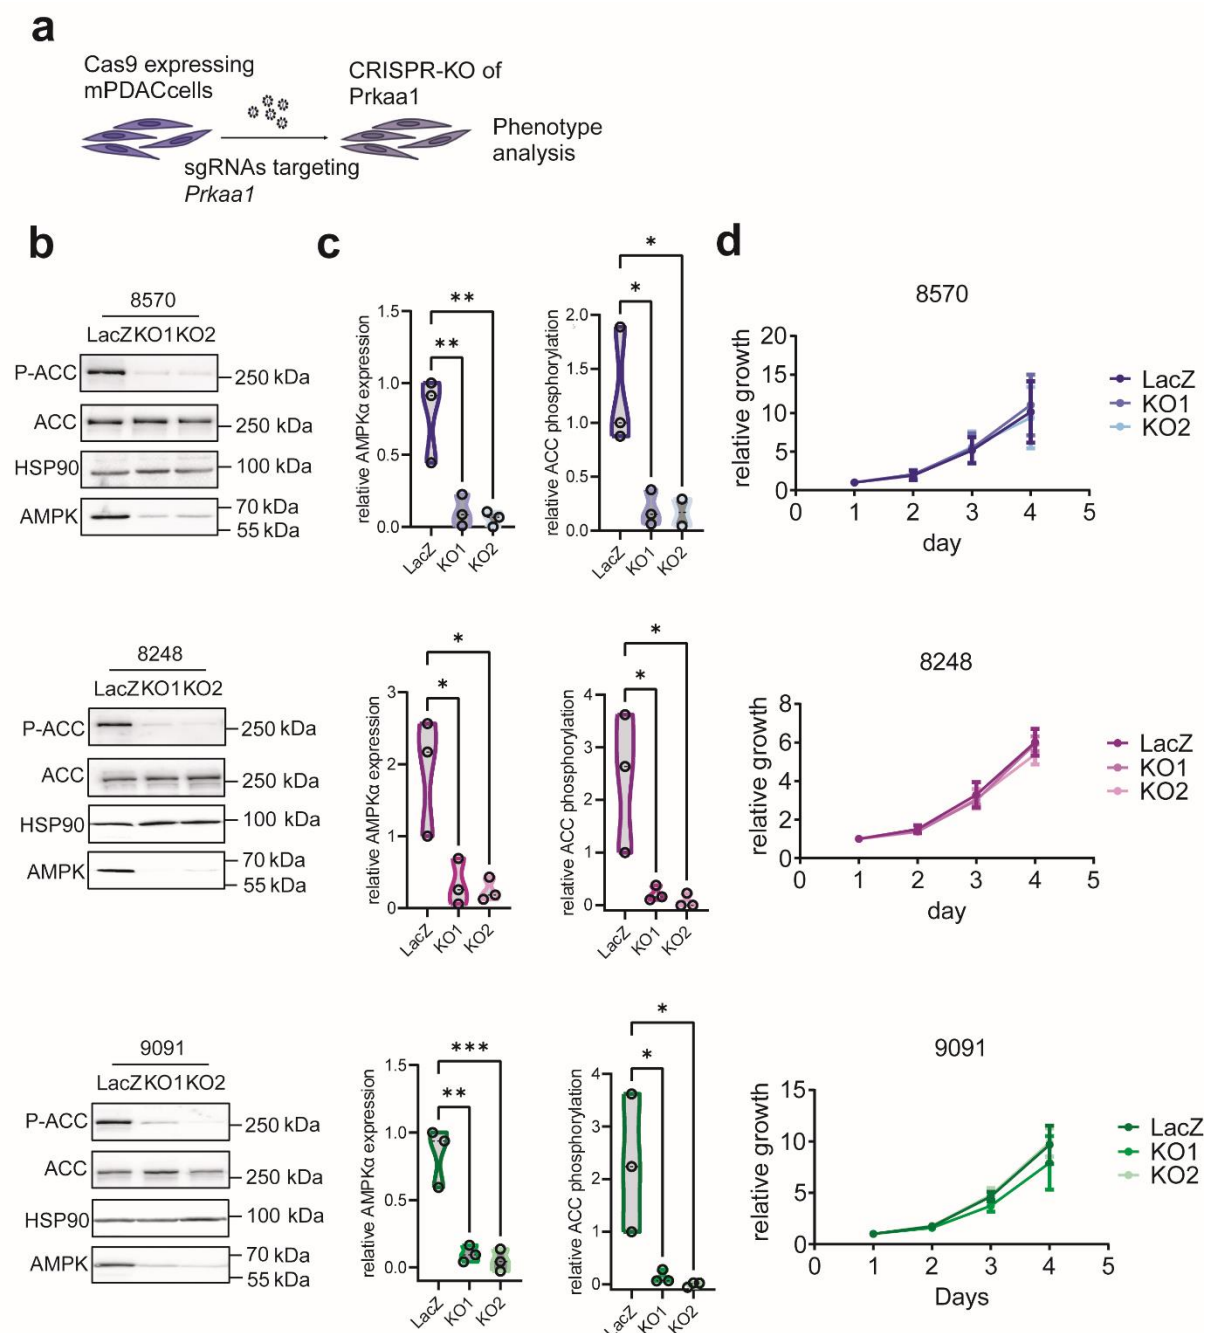 a
Cas9 expressing
mPDACcells
sgRNAs targeting
Prkaa1
CRISPR-KO of
Prkaa1
Phenotype
analysis
b
8570
LacZ KO1 KO2
P-ACC
250 kDa
ACC
250 kDa
HSP90
100 kDa
AMPK
70 kDa
55 kDa
8248
LacZ KO1 KO2
P-ACC
250 kDa
ACC
250 kDa
HSP90
100 kDa
AMPK
70 kDa
55 kDa
9091
LacZ KO1 KO2
P-ACC
250 kDa
ACC
250 kDa
HSP90
100 kDa
AMPK
70 kDa
55 kDa
c
relative AMPKα expression
1.5
1.0
0.5
0.0
** 
**
LacZ
KO1
KO2
relative ACC phosphorylation
2.0
1.5
1.0
0.5
0.0
*
*
LacZ
KO1
KO2
relative AMPKα expression
3
2
1
0
*
*
LacZ
KO1
KO2
relative ACC phosphorylation
4
3
2
1
0
*
*
LacZ
KO1
KO2
relative AMPKα expression
1.5
1.0
0.5
0.0
***
**
LacZ
KO1
KO2
relative ACC phosphorylation
4
3
2
1
0
*
*
LacZ
KO1
KO2
d
8570
relative growth
20
15
10
5
0
0 1 2 3 4 5
day
LacZ
KO1
KO2
8248
relative growth
8
6
4
2
0
0 1 2 3 4 5
day
LacZ
KO1
KO2
9091
relative growth
15
10
5
0
0 1 2 3 4 5
Days
LacZ
KO1
KO2